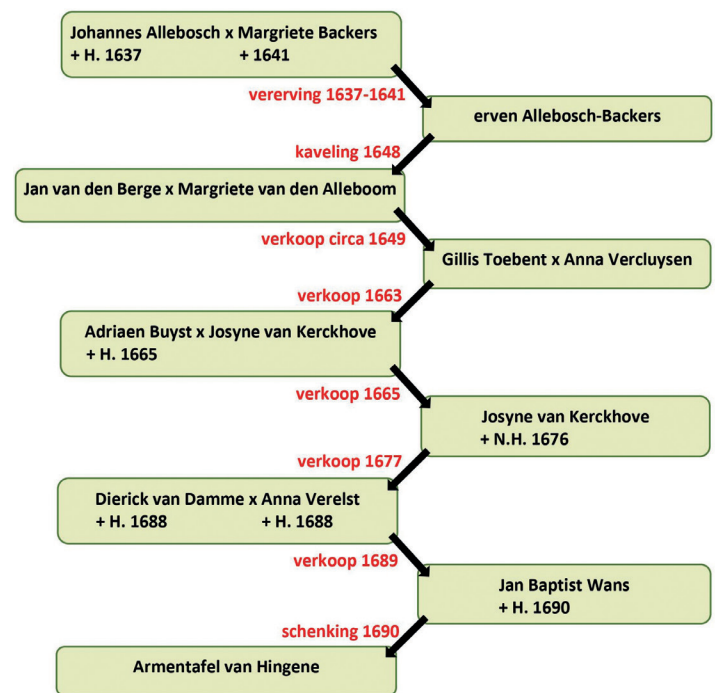 Johannes Allebosch x Margriete Backers
+ H. 1637 + 1641
vererving 1637-1641
erven Allebosch-Backers
kaveling 1648
Jan van den Berge x Margriete van den Alleboom
verkoop circa 1649
Gillis Toebent x Anna Vercluysen
verkoop 1663
Adriaen Buyst x Josyne van Kerckhove
+ H. 1665
verkoop 1665
Josyne van Kerckhove
+ N.H. 1676
verkoop 1677
Dierick van Damme x Anna Verelst
+ H. 1688 + H. 1688
verkoop 1689
Jan Baptist Wans
+ H. 1690
schenking 1690
Armentafel van Hingene